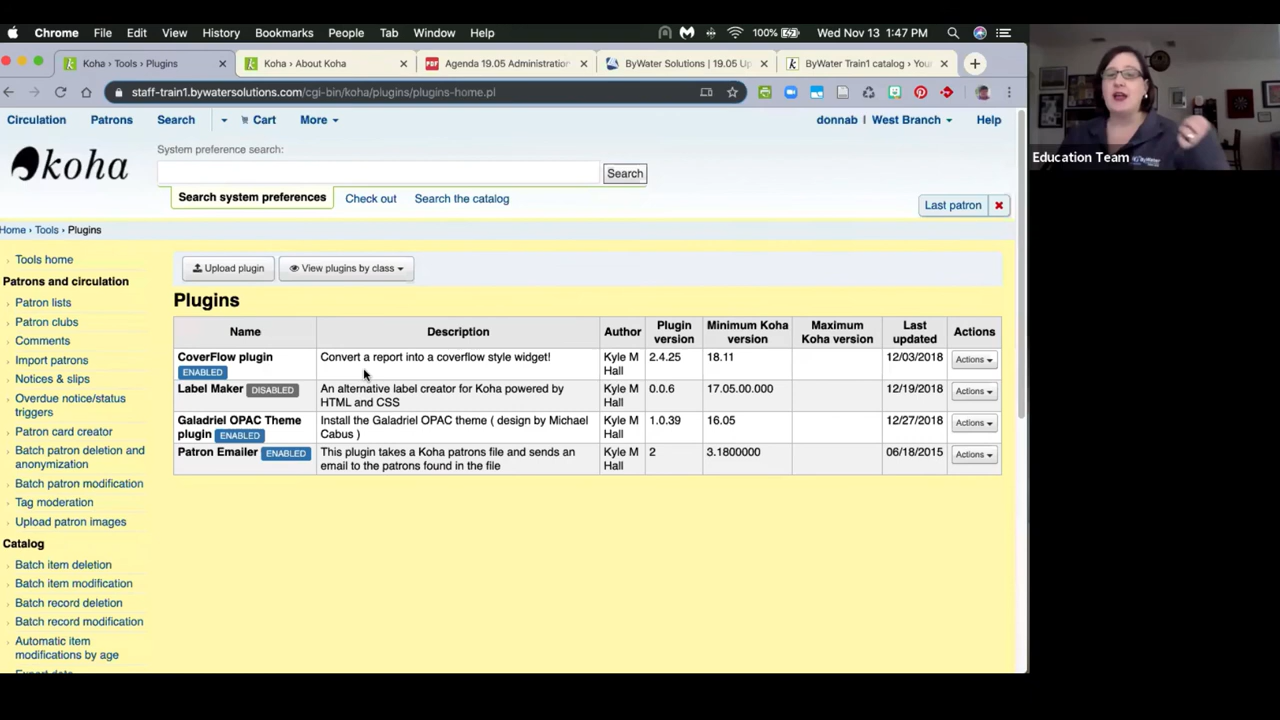 Chrome File Edit View History Bookmarks People Tab Window Help 100% Wed Nov 13 1:47 PM
Koha › Tools › Plugins
Koha › About Koha
Agenda 19.05 Administration
ByWater Solutions | 19.05 Up
ByWater Train1 catalog › You
staff-train1.bywatersolutions.com/cgi-bin/koha/plugins/plugins-home.pl
Circulation Patrons Search Cart More donnab West Branch Help
koha
System preference search:
Search
Search system preferences Check out Search the catalog
Last patron
Education Team
Home › Tools › Plugins
Tools home
Patrons and circulation
Patron lists
Patron clubs
Comments
Import patrons
Notices & slips
Overdue notice/status
triggers
Patron card creator
Batch patron deletion and
anonymization
Batch patron modification
Tag moderation
Upload patron images
Catalog
Batch item deletion
Batch item modification
Batch record deletion
Batch record modification
Automatic item
modifications by age
Upload plugin View plugins by class
Plugins
Name Description Author Plugin version Minimum Koha version Maximum Koha version Last updated Actions
CoverFlow plugin ENABLED Convert a report into a coverflow style widget! Kyle M Hall 2.4.25 18.11 12/03/2018 Actions
Label Maker DISABLED An alternative label creator for Koha powered by HTML and CSS Kyle M Hall 0.0.6 17.05.00.000 12/19/2018 Actions
Galadriel OPAC Theme plugin ENABLED Install the Galadriel OPAC theme ( design by Michael Cabus ) Kyle M Hall 1.0.39 16.05 12/27/2018 Actions
Patron Emailer ENABLED This plugin takes a Koha patrons file and sends an email to the patrons found in the file Kyle M Hall 2 3.1800000 06/18/2015 Actions